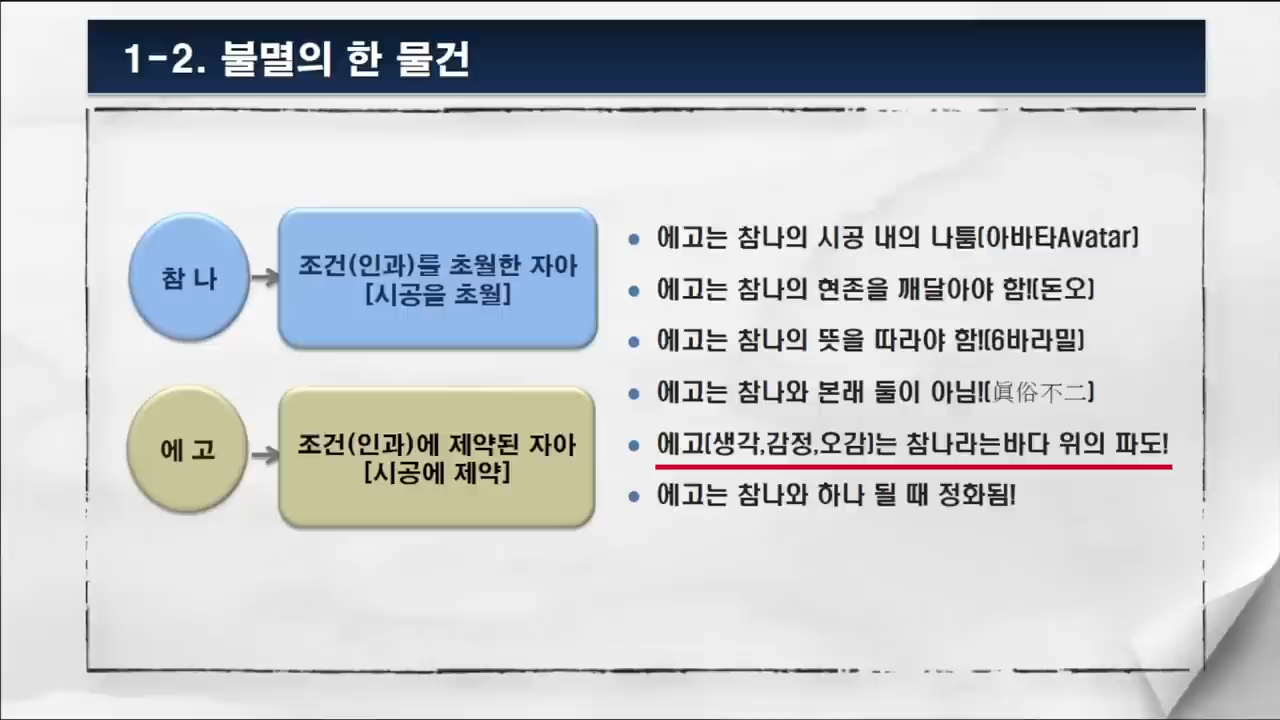 1-2. 불멸의 한 물건
참 나
조건(인과)를 초월한 자아
[시공을 초월]
에 고
조건(인과)에 제약된 자아
[시공에 제약]
에고는 참나의 시공 내의 나툼(아바타Avatar)
에고는 참나의 현존을 깨달아야 함!(돈오)
에고는 참나의 뜻을 따라야 함!(6바라밀)
에고는 참나와 본래 둘이 아님!(眞俗不二)
에고(생각,감정,오감)는 참나라는바다 위의 파도!
에고는 참나와 하나 될 때 정화됨!